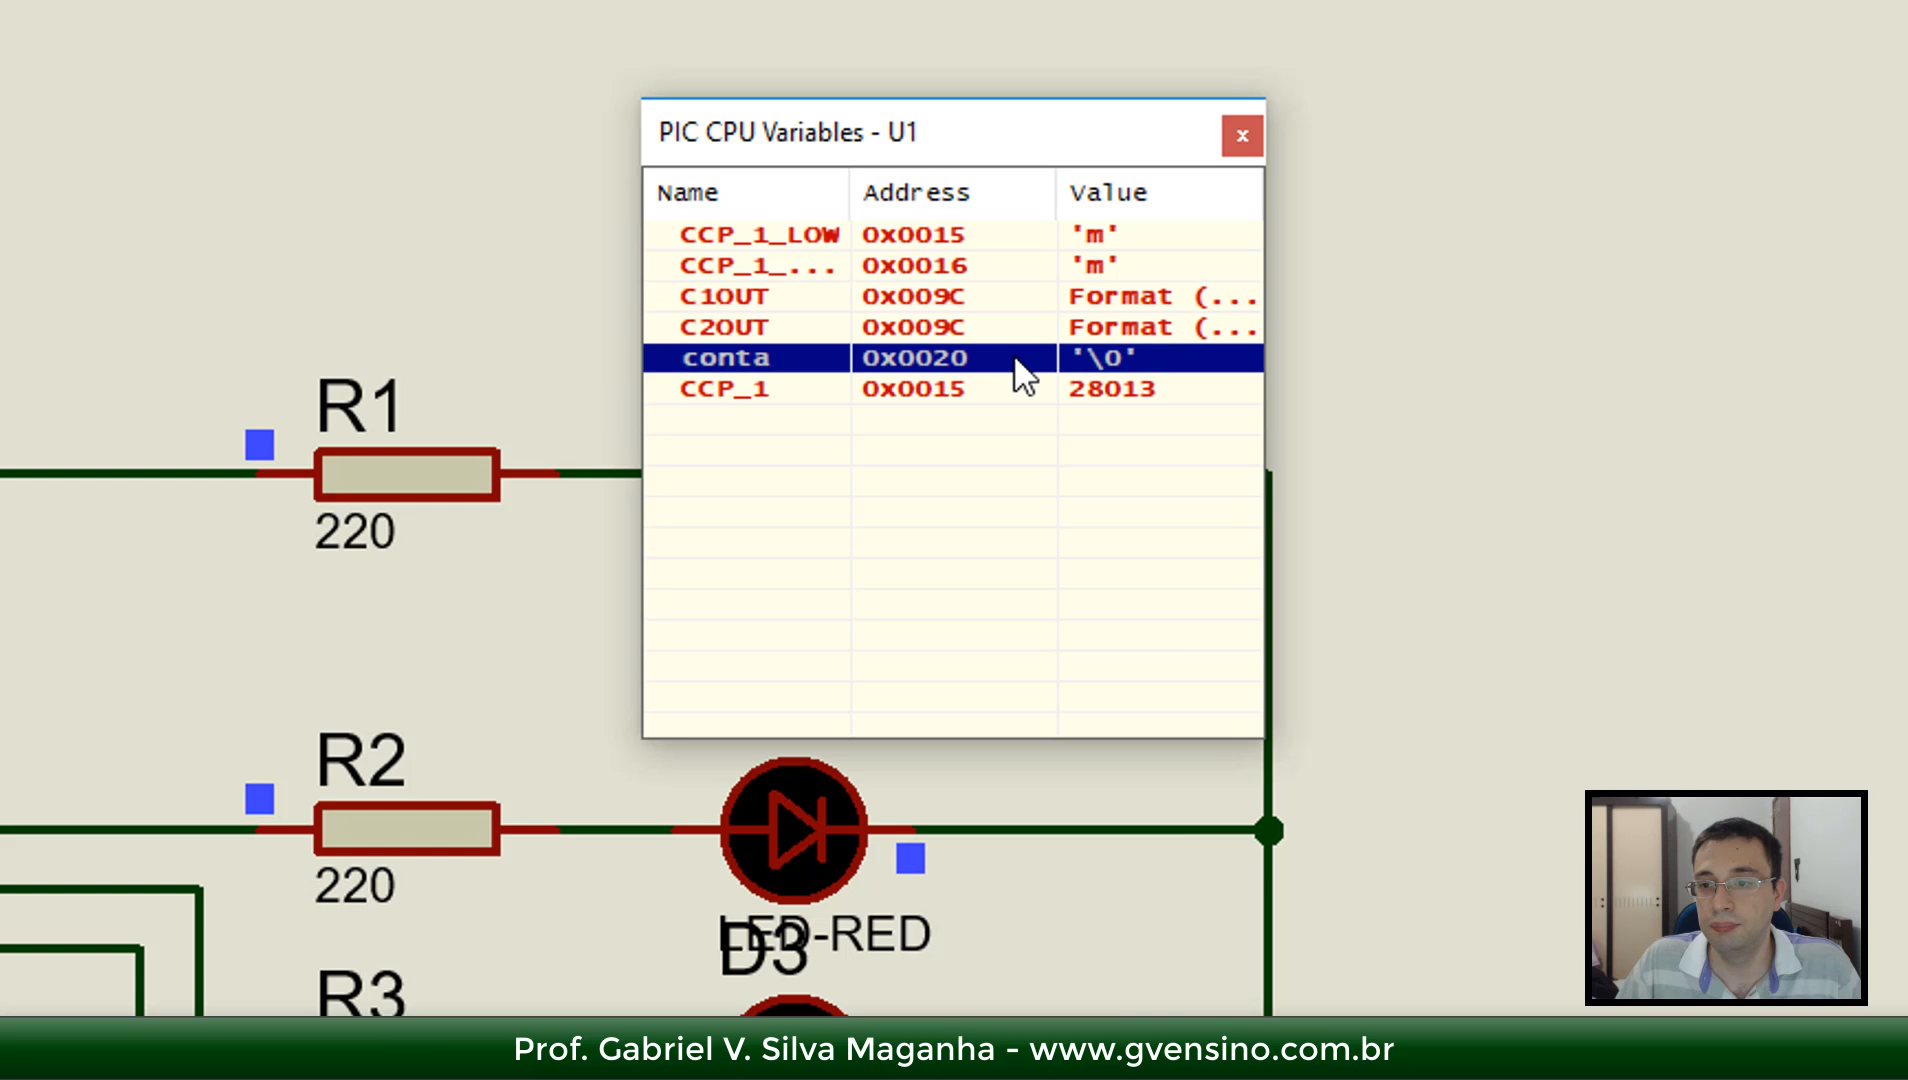 PIC CPU Variables - U1
x
Name Address Value
CCP_1_LOW 0x0015 'm'
CCP_1_... 0x0016 'm'
C1OUT 0x009C Format (...
C2OUT 0x009C Format (...
conta 0x0020 '\0'
CCP_1 0x0015 28013
R1
220
R2
220
LED-RED
D3
R3
Prof. Gabriel V. Silva Maganha - www.gvensino.com.br